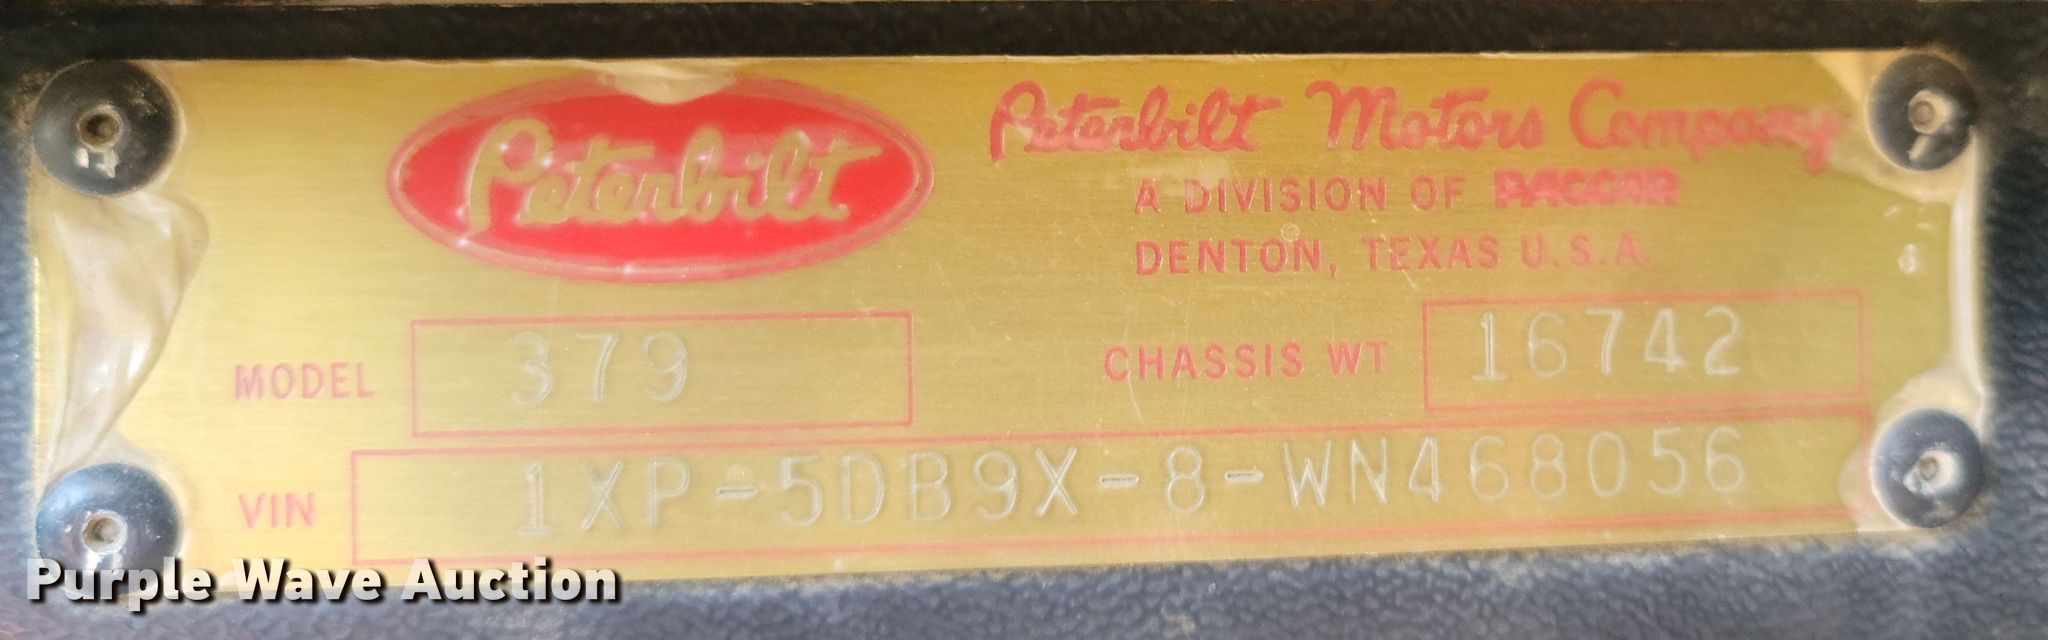 Peterbilt
Peterbilt Motors Company
A DIVISION OF PACCAR
DENTON, TEXAS U.S.A.
MODEL 379
CHASSIS WT 16742
VIN 1XP-5DB9X-8-WN468056
Purple Wave Auction